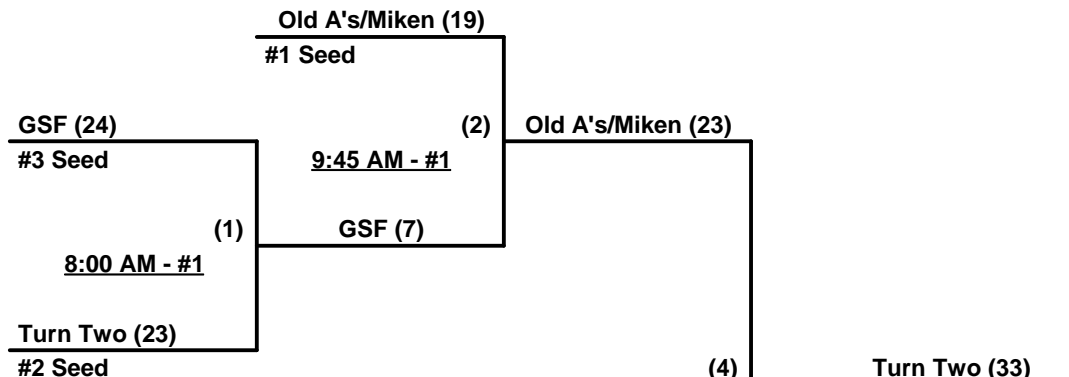 Old A's/Miken (19)
#1 Seed
GSF (24)
(2)
Old A's/Miken (23)
#3 Seed
9:45 AM - #1
(1)
GSF (7)
8:00 AM - #1
Turn Two (23)
#2 Seed
(4)
Turn Two (33)